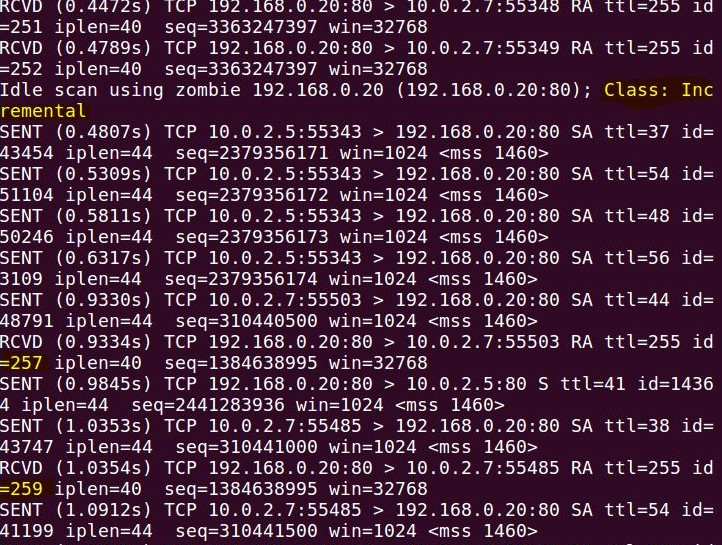 RCVD (0.4472s) TCP 192.168.0.20:80 > 10.0.2.7:55348 RA ttl=255 id
=251 iplen=40  seq=3363247397 win=32768
RCVD (0.4789s) TCP 192.168.0.20:80 > 10.0.2.7:55349 RA ttl=255 id
=252 iplen=40  seq=3363247397 win=32768
Idle scan using zombie 192.168.0.20 (192.168.0.20:80); Class: Inc
remental
SENT (0.4807s) TCP 10.0.2.5:55343 > 192.168.0.20:80 SA ttl=37 id=
43454 iplen=44  seq=2379356171 win=1024 <mss 1460>
SENT (0.5309s) TCP 10.0.2.5:55343 > 192.168.0.20:80 SA ttl=54 id=
51104 iplen=44  seq=2379356172 win=1024 <mss 1460>
SENT (0.5811s) TCP 10.0.2.5:55343 > 192.168.0.20:80 SA ttl=48 id=
50246 iplen=44  seq=2379356173 win=1024 <mss 1460>
SENT (0.6317s) TCP 10.0.2.5:55343 > 192.168.0.20:80 SA ttl=56 id=
3109 iplen=44  seq=2379356174 win=1024 <mss 1460>
SENT (0.9330s) TCP 10.0.2.7:55503 > 192.168.0.20:80 SA ttl=44 id=
48791 iplen=44  seq=310440500 win=1024 <mss 1460>
RCVD (0.9334s) TCP 192.168.0.20:80 > 10.0.2.7:55503 RA ttl=255 id
=257 iplen=40  seq=1384638995 win=32768
SENT (0.9845s) TCP 192.168.0.20:80 > 10.0.2.5:80 S ttl=41 id=1436
4 iplen=44  seq=2441283936 win=1024 <mss 1460>
SENT (1.0353s) TCP 10.0.2.7:55485 > 192.168.0.20:80 SA ttl=38 id=
43747 iplen=44  seq=310441000 win=1024 <mss 1460>
RCVD (1.0354s) TCP 192.168.0.20:80 > 10.0.2.7:55485 RA ttl=255 id
=259 iplen=40  seq=1384638995 win=32768
SENT (1.0912s) TCP 10.0.2.7:55485 > 192.168.0.20:80 SA ttl=54 id=
41199 iplen=44  seq=310441500 win=1024 <mss 1460>